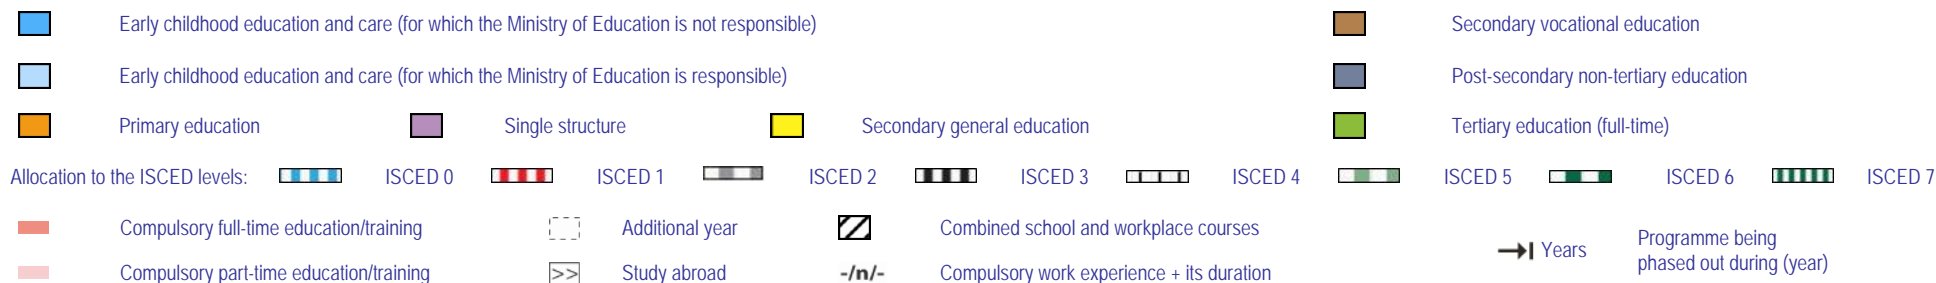 Early childhood education and care (for which the Ministry of Education is not responsible) Secondary vocational education
Early childhood education and care (for which the Ministry of Education is responsible) Post-secondary non-tertiary education
Primary education Single structure Secondary general education Tertiary education (full-time)
Allocation to the ISCED levels: ISCED 0 ISCED 1 ISCED 2 ISCED 3 ISCED 4 ISCED 5 ISCED 6 ISCED 7
Compulsory full-time education/training Additional year Combined school and workplace courses
Years Programme being
phased out during (year)
Compulsory part-time education/training >> Study abroad -/n/- Compulsory work experience + its duration